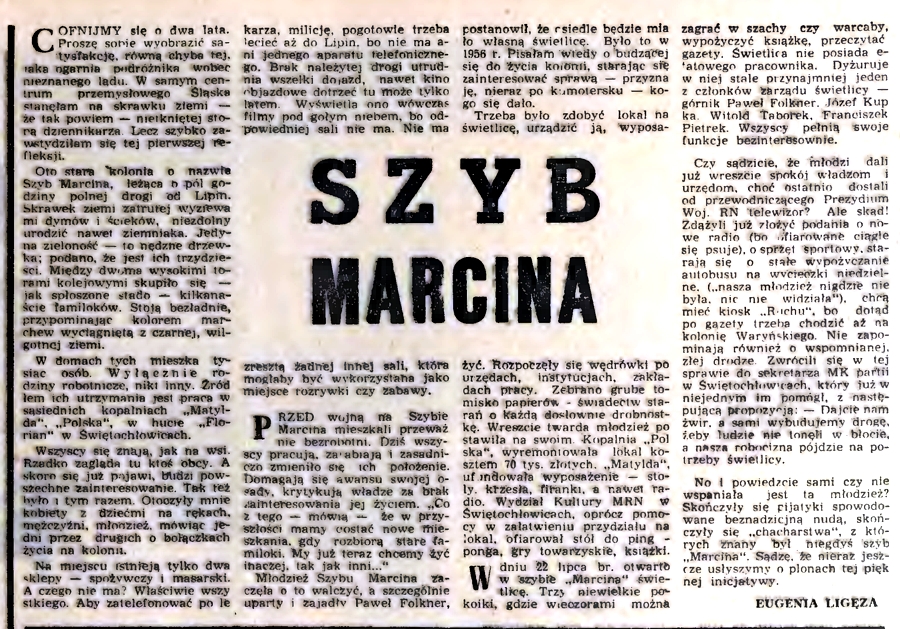 SZYB
MARCINA
COFNIJMY się o dwa lata.
Proszę sobie wyobrazić sa-
tysfakcję, równą chyba tej,
jaka ogarnia podróżnika wobec
nieznanego lądu. W samym cen-
trum przemysłowego Śląska
stanęłam na skrawku ziemi —
że tak powiem — nietkniętej sto-
pą dziennikarza. Lecz szybko za-
wstydziłam się tej pierwszej re-
fleksji.
Oto stara kolonia o nazwie
Szyb Marcina, leżąca o pół go-
dziny polnej drogi od Lipin.
Skrawek ziemi zatrutej wyziewa
mi dymów i ścieków, niezdolny
urodzić nawet ziemniaka. Jedy-
na zieloność — to nędzne drzew-
ka; podano, że jest ich trzydzie-
ści. Między dwoma wysokimi to-
rami kolejowymi skupiło się —
jak spłoszone stado — kilkana-
ście familoków. Stoją bezładnie,
przypominając kolorem mar-
chew wyciągniętą z czarnej, wil-
gotnej ziemi.
W domach tych mieszka ty-
siąc osób. Wyłącznie ro-
dziny robotnicze, nikt inny. Źród
łem ich utrzymania jest praca w
sąsiednich kopalniach „Matyl-
da”, „Polska”, w hucie „Flo-
rian” w Świętochłowicach.
Wszyscy się znają, jak na wsi.
Rzadko zagląda tu ktoś obcy. A
skoro się już pojawi, budzi pow-
szechne zainteresowanie. Tak też
było i tym razem. Otoczyły mnie
kobiety z dziećmi na rękach,
mężczyźni, młodzież, mówiąc je-
dni przez drugich o bolączkach
życia na kolonii.
Na miejscu istnieją tylko dwa
sklepy — spożywczy i masarski.
A czego nie ma? Właściwie wszy
stkiego. Aby zatelefonować po le
karza, milicję, pogotowie trzeba
lecieć aż do Lipin, bo nie ma a-
ni jednego aparatu telefoniczne-
go. Brak należytej drogi utrud-
nia wszelki dojazd, nawet kino
objazdowe dotrzeć tu może tylko
latem. Wyświetla ono wówczas
filmy pod gołym niebem, bo od-
powiedniej sali nie ma. Nie ma
zresztą żadnej innej sali, która
mogłaby być wykorzystana jako
miejsce rozrywki czy zabawy.
PRZED wojną na Szybie
Marcina mieszkali przeważ
nie bezrobotni. Dziś wszy-
scy pracują, zarabiają i zasadni-
czo zmieniło się ich położenie.
Domagają się awansu swojej o-
sady, krytykują władze za brak
zainteresowania jej życiem. „Co
z tego — mówią — że w przy-
szłości mamy dostać nowe mie-
szkania, gdy rozbiorą stare fa-
miloki. My już teraz chcemy żyć
inaczej, tak jak inni...”
Młodzież Szybu Marcina za-
częła o to walczyć, a szczególnie
uparty i zajadły Paweł Folkner,
postanowił, że osiedle będzie mia
ło własną świetlicę. Było to w
1956 r. Pisałam wtedy o budzącej
się do życia kolonii, starając się
zainteresować sprawą — przyzna
ję, nieraz po kumotersku — ko-
go się dało.
Trzeba było zdobyć lokal na
świetlicę, urządzić ją, wyposa-
żyć. Rozpoczęły się wędrówki po
urzędach, instytucjach, zakła-
dach pracy. Zebrano grube to-
misko papierów — świadectw sta-
rań o każdą dosłownie drobnost-
kę. Wreszcie twarda młodzież po
stawiła na swoim. Kopalnia „Pol
ska”, wyremontowała lokal ko-
sztem 70 tys. złotych. „Matylda”,
ufundowała wyposażenie — sto-
ły, krzesła, firanki, a nawet ra-
dio. Wydział Kultury MRN w
Świętochłowicach, oprócz pomo-
cy w załatwieniu przydziału na
lokal, ofiarował stół do ping -
ponga, gry towarzyskie, książki.
W dniu 22 lipca br. otwarto
w szybie „Marcina” świe-
tlicę. Trzy niewielkie po-
koiki, gdzie wieczorami można
zagrać w szachy czy warcaby,
wypożyczyć książkę, przeczytać
gazety. Świetlica nie posiada e-
tatowego pracownika. Dyżuruje
w niej stale przynajmniej jeden
z członków zarządu świetlicy —
górnik Paweł Folkner, Józef Kup
ka, Witold Taborek, Franciszek
Pietrek. Wszyscy pełnią swoje
funkcje bezinteresownie.
Czy sądzicie, że młodzi dali
już wreszcie spokój władzom i
urzędom, choć ostatnio dostali
od przewodniczącego Prezydium
Woj. RN telewizor? Ale skąd!
Zdążyli już złożyć podania o no-
we radio (bo ofiarowane ciągle
się psuje), o sprzęt sportowy, sta-
rają się o stałe wypożyczanie
autobusu na wycieczki niedziel-
ne. („nasza młodzież nigdzie nie
była, nic nie widziała”), chcą
mieć kiosk „Ruchu”, bo dotąd
po gazety trzeba chodzić aż na
kolonię Waryńskiego. Nie zapo-
minają również o wspomnianej,
złej drodze. Zwrócili się w tej
sprawie do sekretarza MK partii
w Świętochłowicach, który już w
niejednym im pomógł, z nastę-
pującą propozycją: — Dajcie nam
żwir, a sami wybudujemy drogę,
żeby ludzie nie tonęli w błocie,
a nasza robocizna pójdzie na po-
trzeby świetlicy.
No i powiedzcie sami czy nie
wspaniała jest ta młodzież?
Skończyły się pijatyki spowodo-
wane beznadziejną nudą, skoń-
czyły się „chacharstwa”, z któ-
rych znany był niegdyś szyb
„Marcina”. Sądzę, że nieraz jesz-
cze usłyszymy o plonach tej pięk
nej inicjatywy.
EUGENIA LIGĘZA